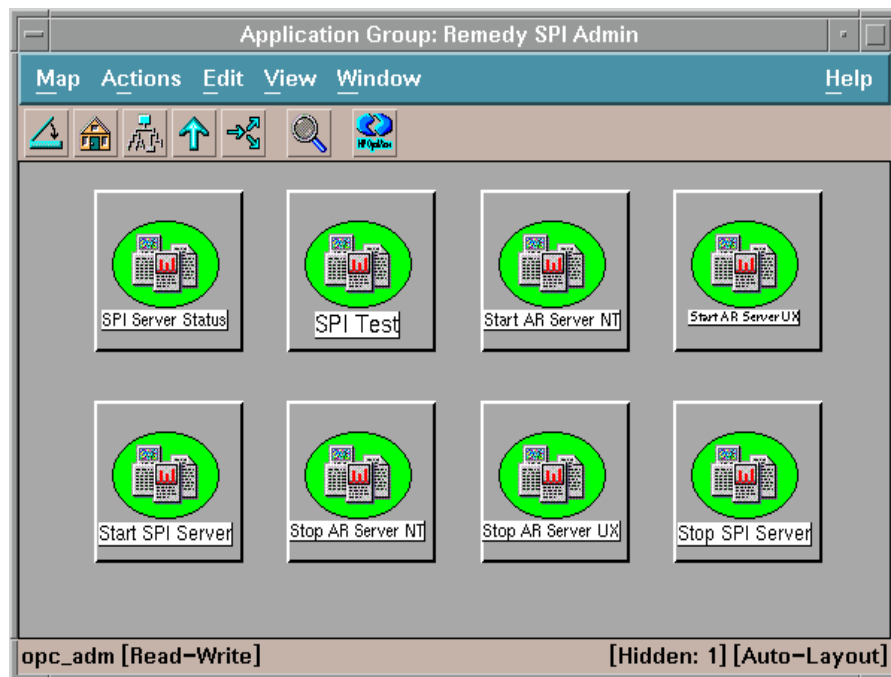 Application Group: Remedy SPI Admin
Map Actions Edit View Window Help
HP OpenView
SPI Server Status SPI Test Start AR Server NT Start AR Server UX
Start SPI Server Stop AR Server NT Stop AR Server UX Stop SPI Server
opc_adm [Read-Write] [Hidden: 1] [Auto-Layout]